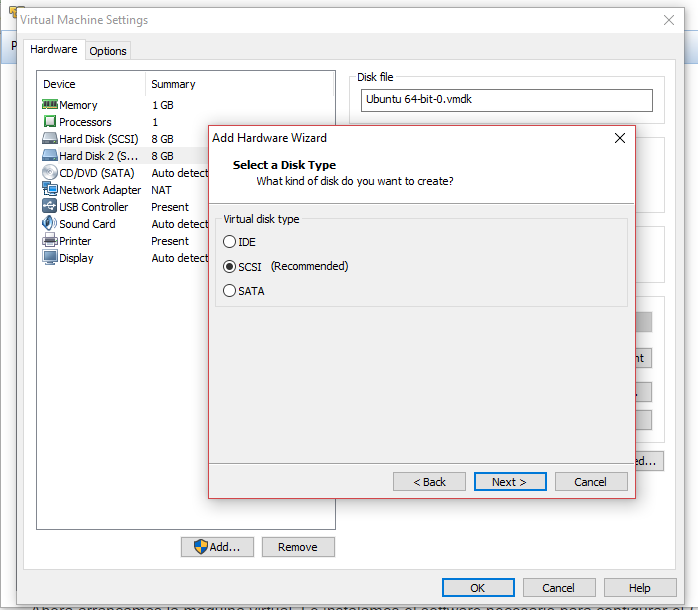 Virtual Machine Settings
Hardware
Options
Device Summary
Memory 1 GB
Processors 1
Hard Disk (SCSI) 8 GB
Hard Disk 2 (S... 8 GB
CD/DVD (SATA) Auto detect
Network Adapter NAT
USB Controller Present
Sound Card Auto detect
Printer Present
Display Auto detect
Disk file
Ubuntu 64-bit-0.vmdk
Add Hardware Wizard
Select a Disk Type
What kind of disk do you want to create?
Virtual disk type
IDE
SCSI (Recommended)
SATA
< Back
Next >
Cancel
ed...
Add...
Remove
OK
Cancel
Help